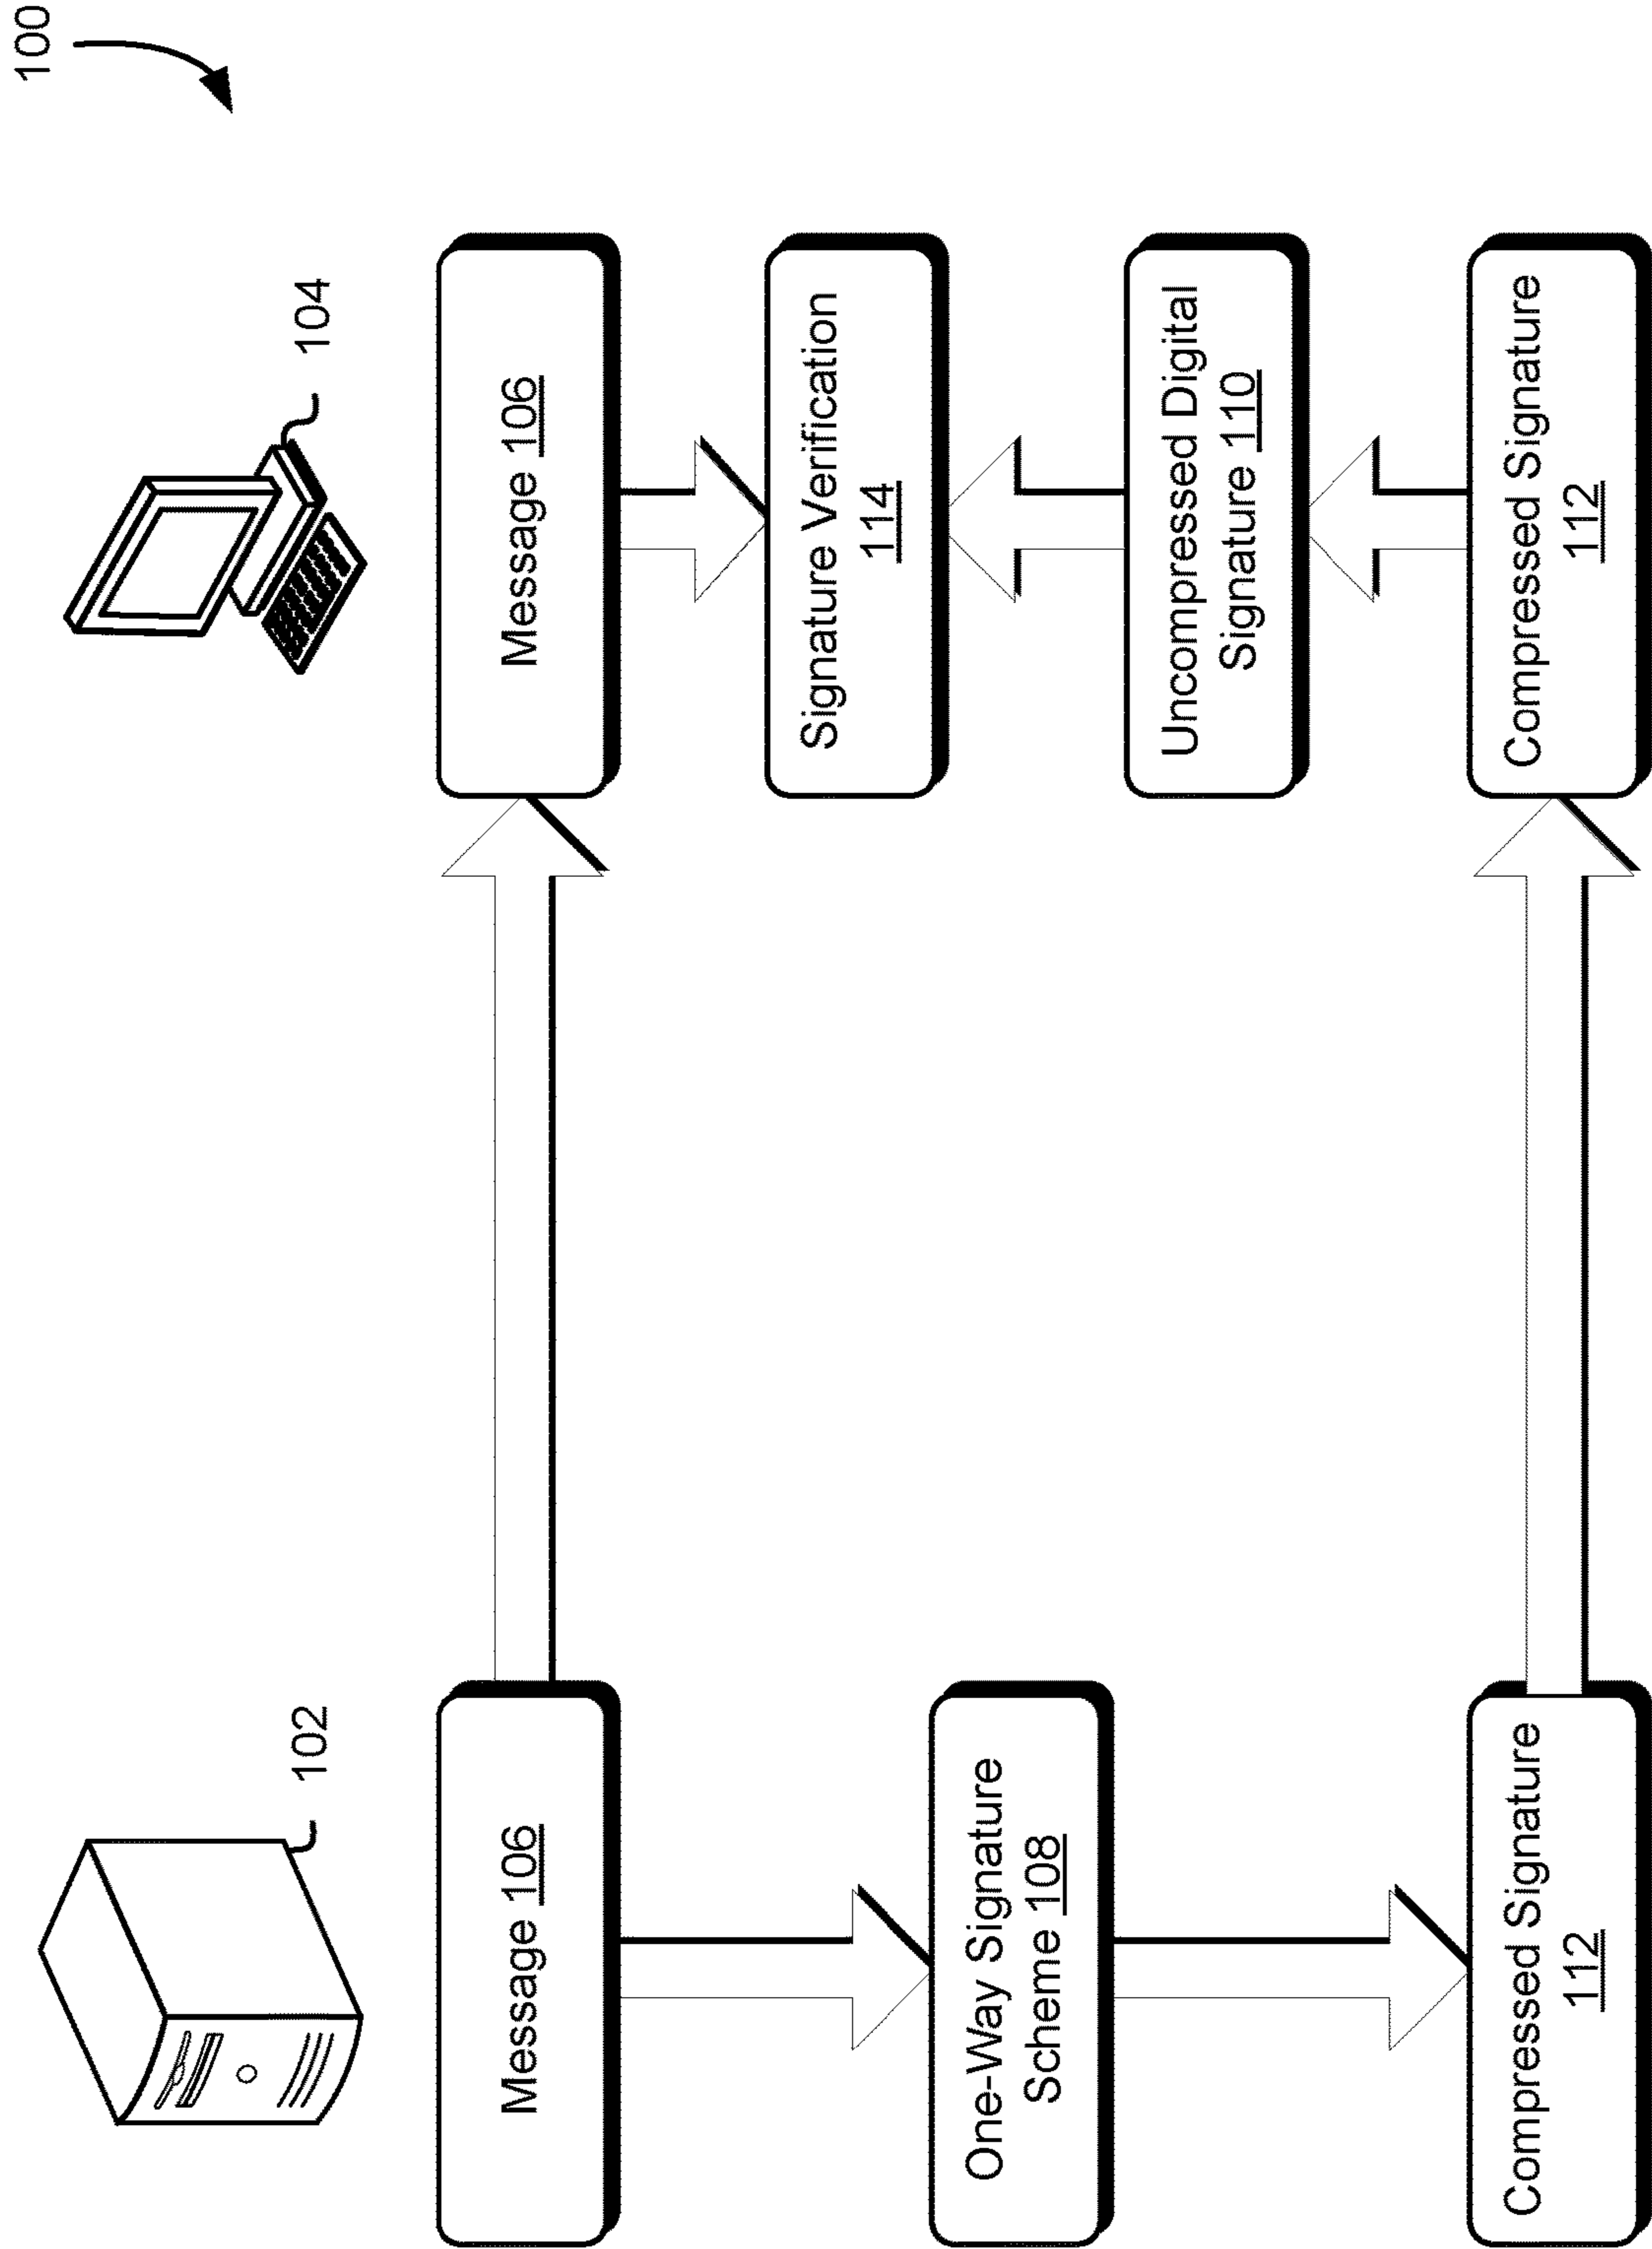 100
102
104
Message 106
Message 106
One-Way Signature
Scheme 108
Signature Verification
114
Uncompressed Digital
Signature 110
Compressed Signature
112
Compressed Signature
112